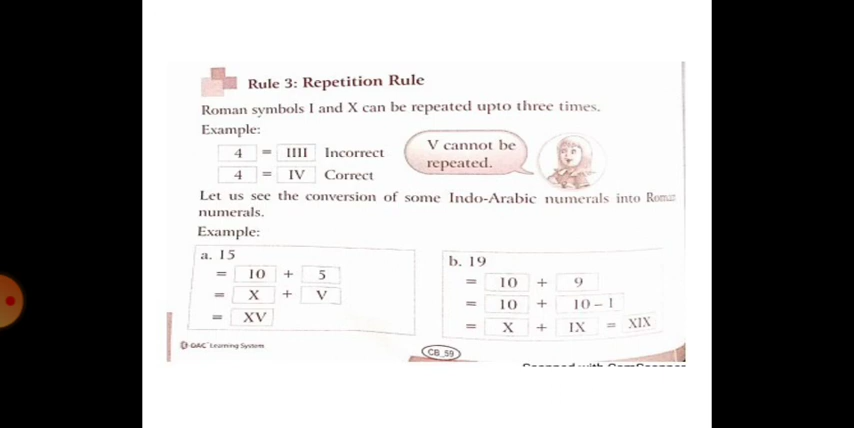 Rule 3: Repetition Rule
Roman symbols I and X can be repeated upto three times.
Example:
4 = IIII Incorrect
4 = IV Correct
V cannot be
repeated.
Let us see the conversion of some Indo-Arabic numerals into Roman
numerals.
Example:
a. 15
= 10 + 5
= X + V
= XV
b. 19
= 10 + 9
= 10 + 10 – 1
= X + IX = XIX
GAC Learning System
CB_59